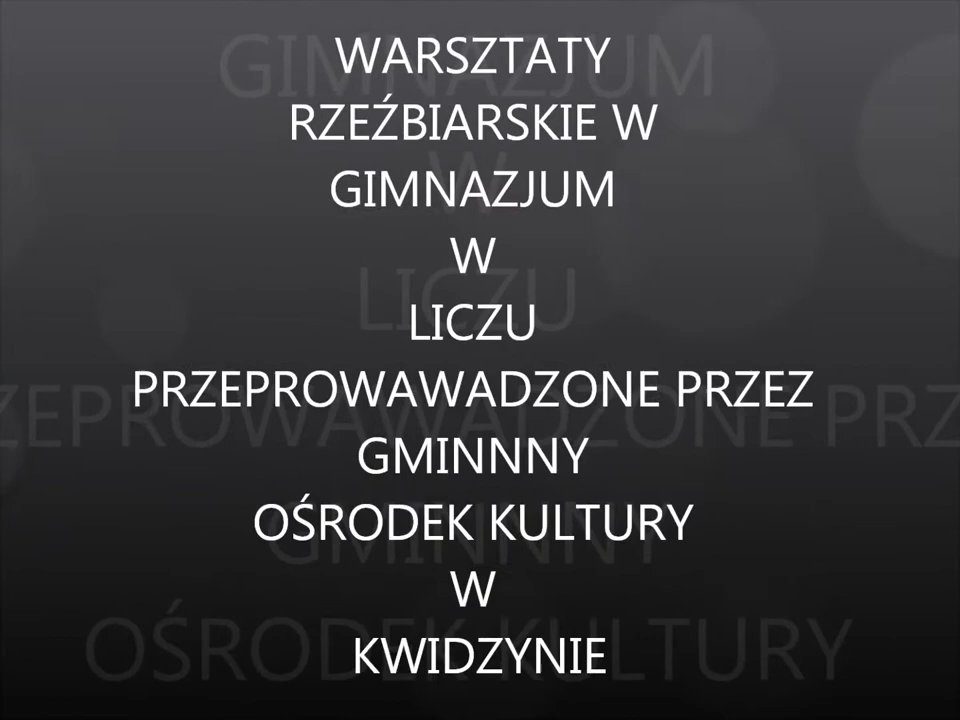 WARSZTATY
RZEŹBIARSKIE W
GIMNAZJUM
W
LICZU
PRZEPROWAWADZONE PRZEZ
GMINNNY
OŚRODEK KULTURY
W
KWIDZYNIE